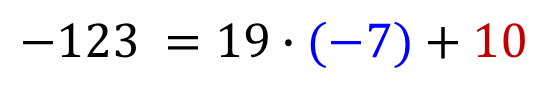 −123 = 19 · (−7) + 10